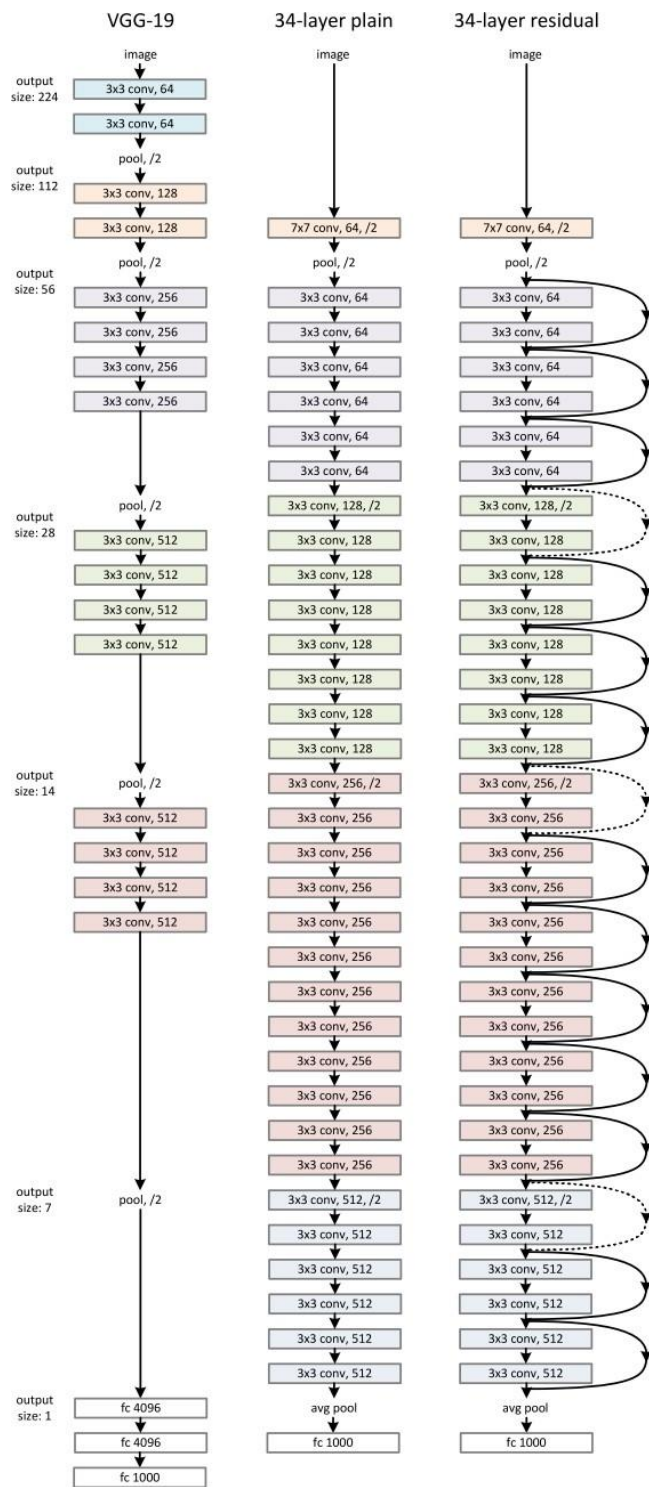 VGG-19
34-layer plain
34-layer residual
output
size: 224
output
size: 112
output
size: 56
output
size: 28
output
size: 14
output
size: 7
output
size: 1
image
3x3 conv, 64
3x3 conv, 64
pool, /2
3x3 conv, 128
3x3 conv, 128
pool, /2
3x3 conv, 256
3x3 conv, 256
3x3 conv, 256
3x3 conv, 256
pool, /2
3x3 conv, 512
3x3 conv, 512
3x3 conv, 512
3x3 conv, 512
pool, /2
3x3 conv, 512
3x3 conv, 512
3x3 conv, 512
3x3 conv, 512
pool, /2
fc 4096
fc 4096
fc 1000
image
7x7 conv, 64, /2
pool, /2
3x3 conv, 64
3x3 conv, 64
3x3 conv, 64
3x3 conv, 64
3x3 conv, 64
3x3 conv, 64
3x3 conv, 128, /2
3x3 conv, 128
3x3 conv, 128
3x3 conv, 128
3x3 conv, 128
3x3 conv, 128
3x3 conv, 128
3x3 conv, 128
3x3 conv, 256, /2
3x3 conv, 256
3x3 conv, 256
3x3 conv, 256
3x3 conv, 256
3x3 conv, 256
3x3 conv, 256
3x3 conv, 256
3x3 conv, 256
3x3 conv, 256
3x3 conv, 256
3x3 conv, 256
3x3 conv, 512, /2
3x3 conv, 512
3x3 conv, 512
3x3 conv, 512
3x3 conv, 512
3x3 conv, 512
avg pool
fc 1000
image
7x7 conv, 64, /2
pool, /2
3x3 conv, 64
3x3 conv, 64
3x3 conv, 64
3x3 conv, 64
3x3 conv, 64
3x3 conv, 64
3x3 conv, 128, /2
3x3 conv, 128
3x3 conv, 128
3x3 conv, 128
3x3 conv, 128
3x3 conv, 128
3x3 conv, 128
3x3 conv, 128
3x3 conv, 256, /2
3x3 conv, 256
3x3 conv, 256
3x3 conv, 256
3x3 conv, 256
3x3 conv, 256
3x3 conv, 256
3x3 conv, 256
3x3 conv, 256
3x3 conv, 256
3x3 conv, 256
3x3 conv, 256
3x3 conv, 512, /2
3x3 conv, 512
3x3 conv, 512
3x3 conv, 512
3x3 conv, 512
3x3 conv, 512
avg pool
fc 1000